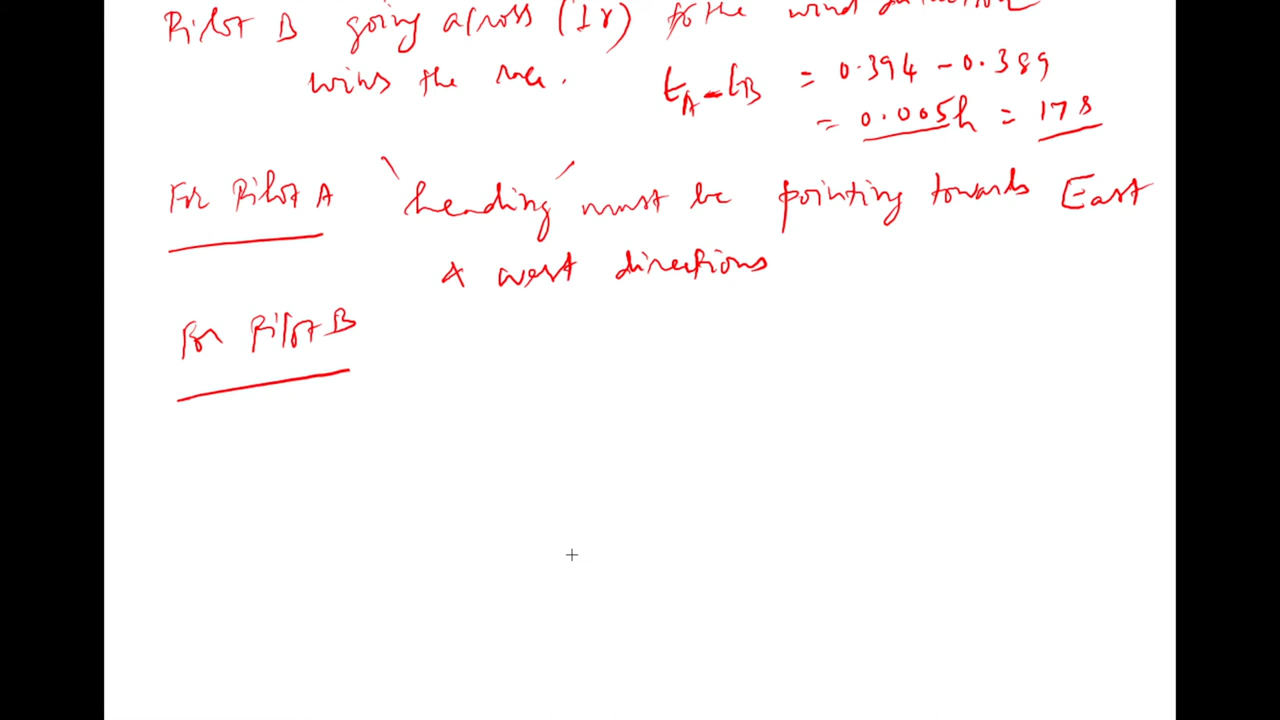 Pilot B going across (⊥r) to the wind direction
wins the race. tA - tB = 0.394 - 0.389
= 0.005h = 17s
For Pilot A "heading" must be pointing towards East
& west directions
For Pilot B